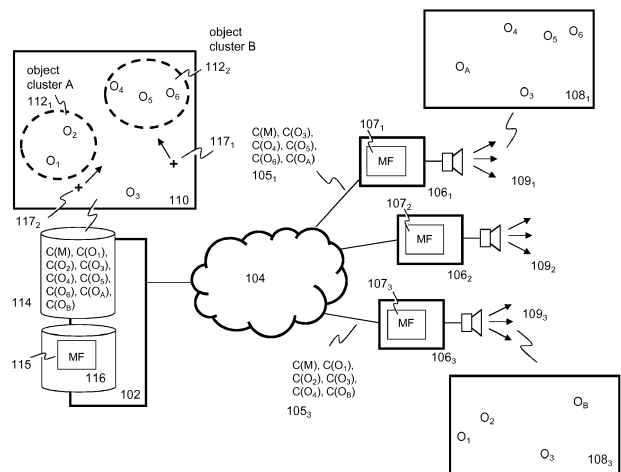 object
cluster B
112₂
object
cluster A
112₁
O₄
O₅
O₆
O₂
O₁
117₁
117₂
O₃
110
C(M), C(O₁),
C(O₂), C(O₃),
C(O₄), C(O₅),
C(O₆), C(O_A),
C(O_B)
114
MF
115
116
102
104
C(M), C(O₃),
C(O₄), C(O₅),
C(O₆), C(O_A)
105₁
107₁
MF
106₁
109₁
107₂
MF
106₂
109₂
107₃
MF
106₃
109₃
C(M), C(O₁),
C(O₂), C(O₃),
C(O₄), C(O_B)
105₃
O₄
O₅
O₆
O_A
O₃
108₁
O_B
O₂
O₁
O₃
108₃